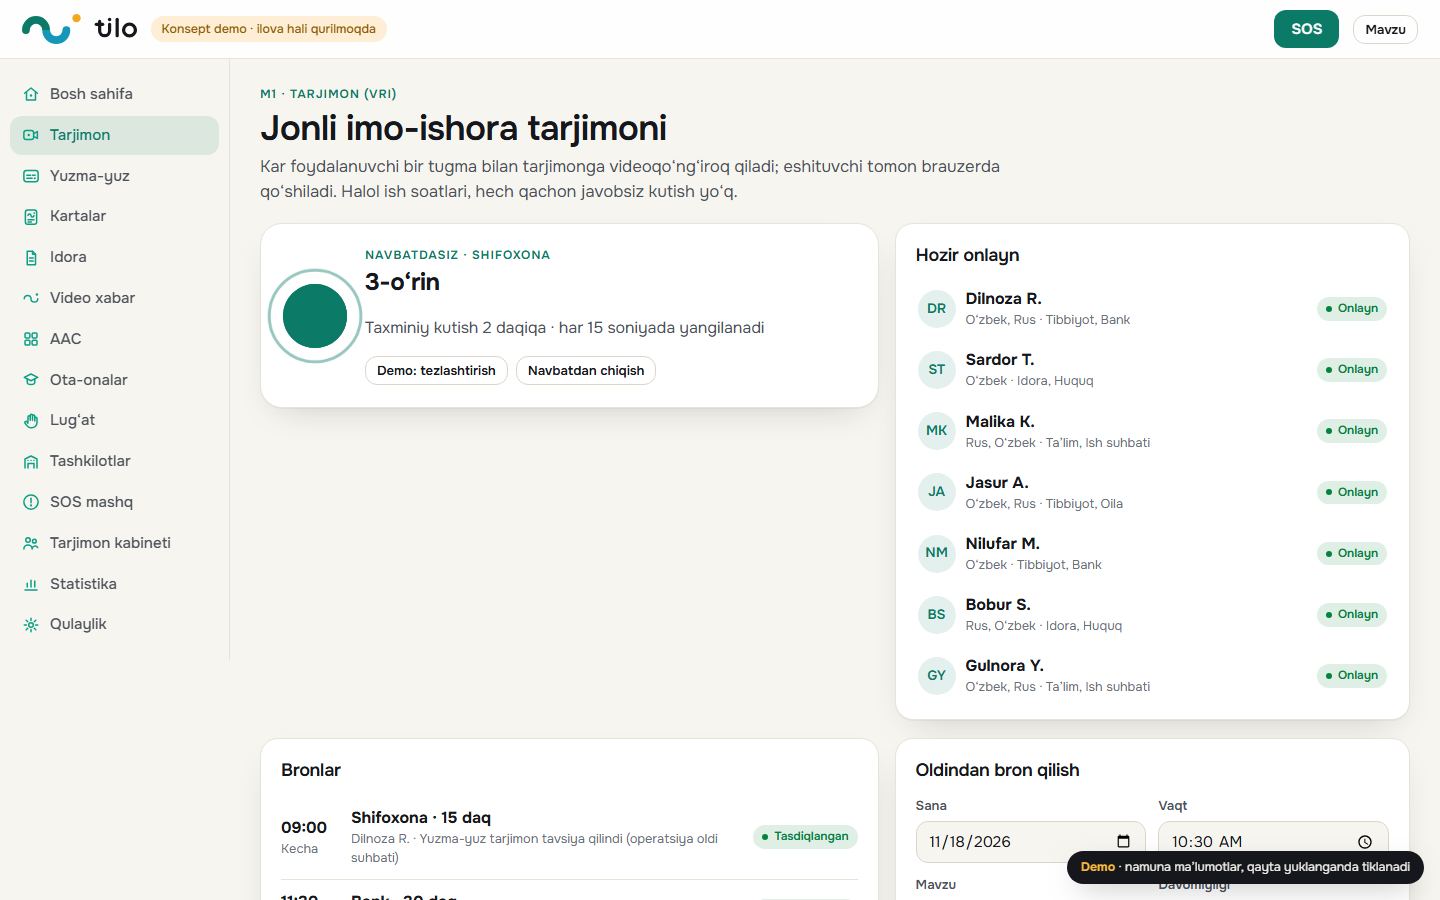 tilo
Konsept demo · ilova hali qurilmoqda
SOS
Mavzu
Bosh sahifa
Tarjimon
Yuzma-yuz
Kartalar
Idora
Video xabar
AAC
Ota-onalar
Lug‘at
Tashkilotlar
SOS mashq
Tarjimon kabineti
Statistika
Qulaylik
M1 · TARJIMON (VRI)
Jonli imo-ishora tarjimoni
Kar foydalanuvchi bir tugma bilan tarjimonga videoqo‘ng‘iroq qiladi; eshituvchi tomon brauzerda
qo‘shiladi. Halol ish soatlari, hech qachon javobsiz kutish yo‘q.
NAVBATDASIZ · SHIFOXONA
3-o‘rin
Taxminiy kutish 2 daqiqa · har 15 soniyada yangilanadi
Demo: tezlashtirish
Navbatdan chiqish
Hozir onlayn
DR
Dilnoza R.
O‘zbek, Rus · Tibbiyot, Bank
Onlayn
ST
Sardor T.
O‘zbek · Idora, Huquq
Onlayn
MK
Malika K.
Rus, O‘zbek · Ta’lim, Ish suhbati
Onlayn
JA
Jasur A.
O‘zbek, Rus · Tibbiyot, Oila
Onlayn
NM
Nilufar M.
O‘zbek · Tibbiyot, Bank
Onlayn
BS
Bobur S.
Rus, O‘zbek · Idora, Huquq
Onlayn
GY
Gulnora Y.
O‘zbek, Rus · Ta’lim, Ish suhbati
Onlayn
Bronlar
09:00
Kecha
Shifoxona · 15 daq
Dilnoza R. · Yuzma-yuz tarjimon tavsiya qilindi (operatsiya oldi
suhbati)
Tasdiqlangan
Oldindan bron qilish
Sana
Vaqt
11/18/2026
10:30 AM
Mavzu
Demo · namuna ma’lumotlar, qayta yuklanganda tiklanadi